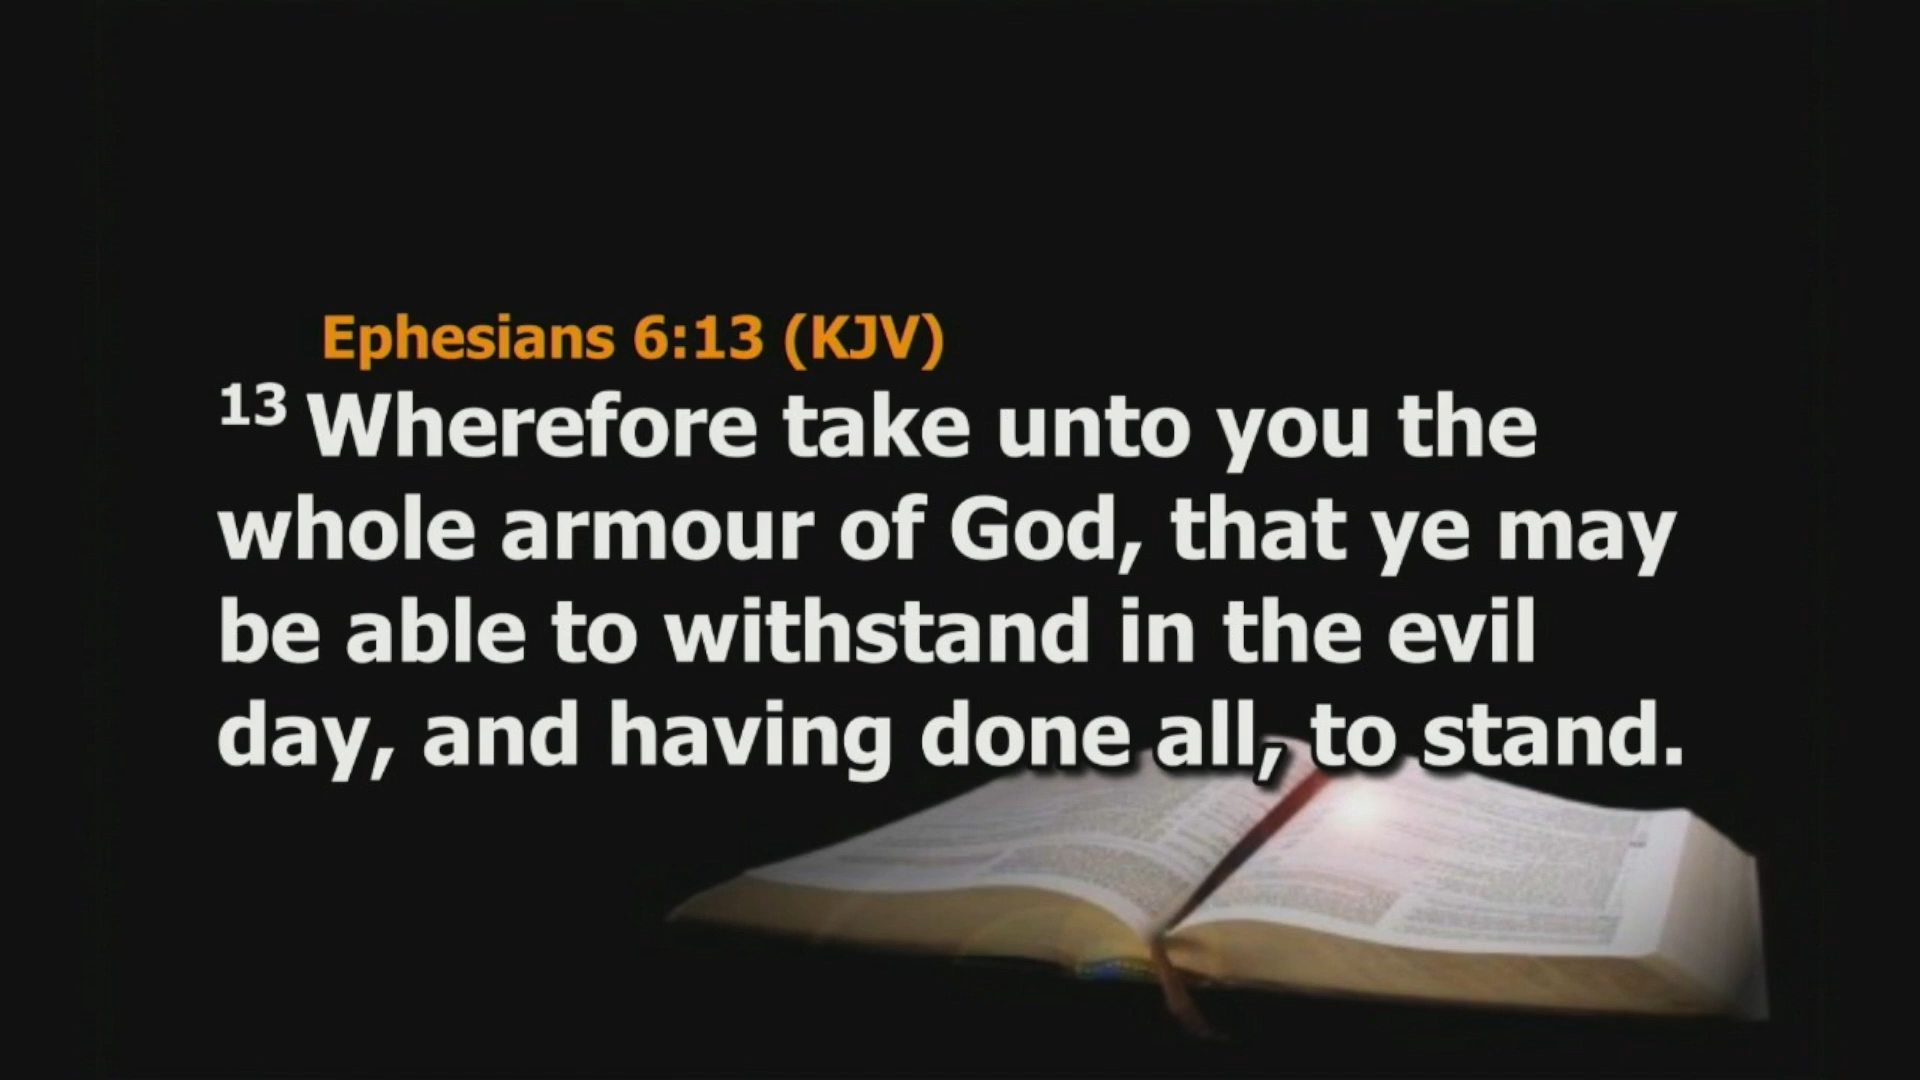 Ephesians 6:13 (KJV)
13 Wherefore take unto you the
whole armour of God, that ye may
be able to withstand in the evil
day, and having done all, to stand.